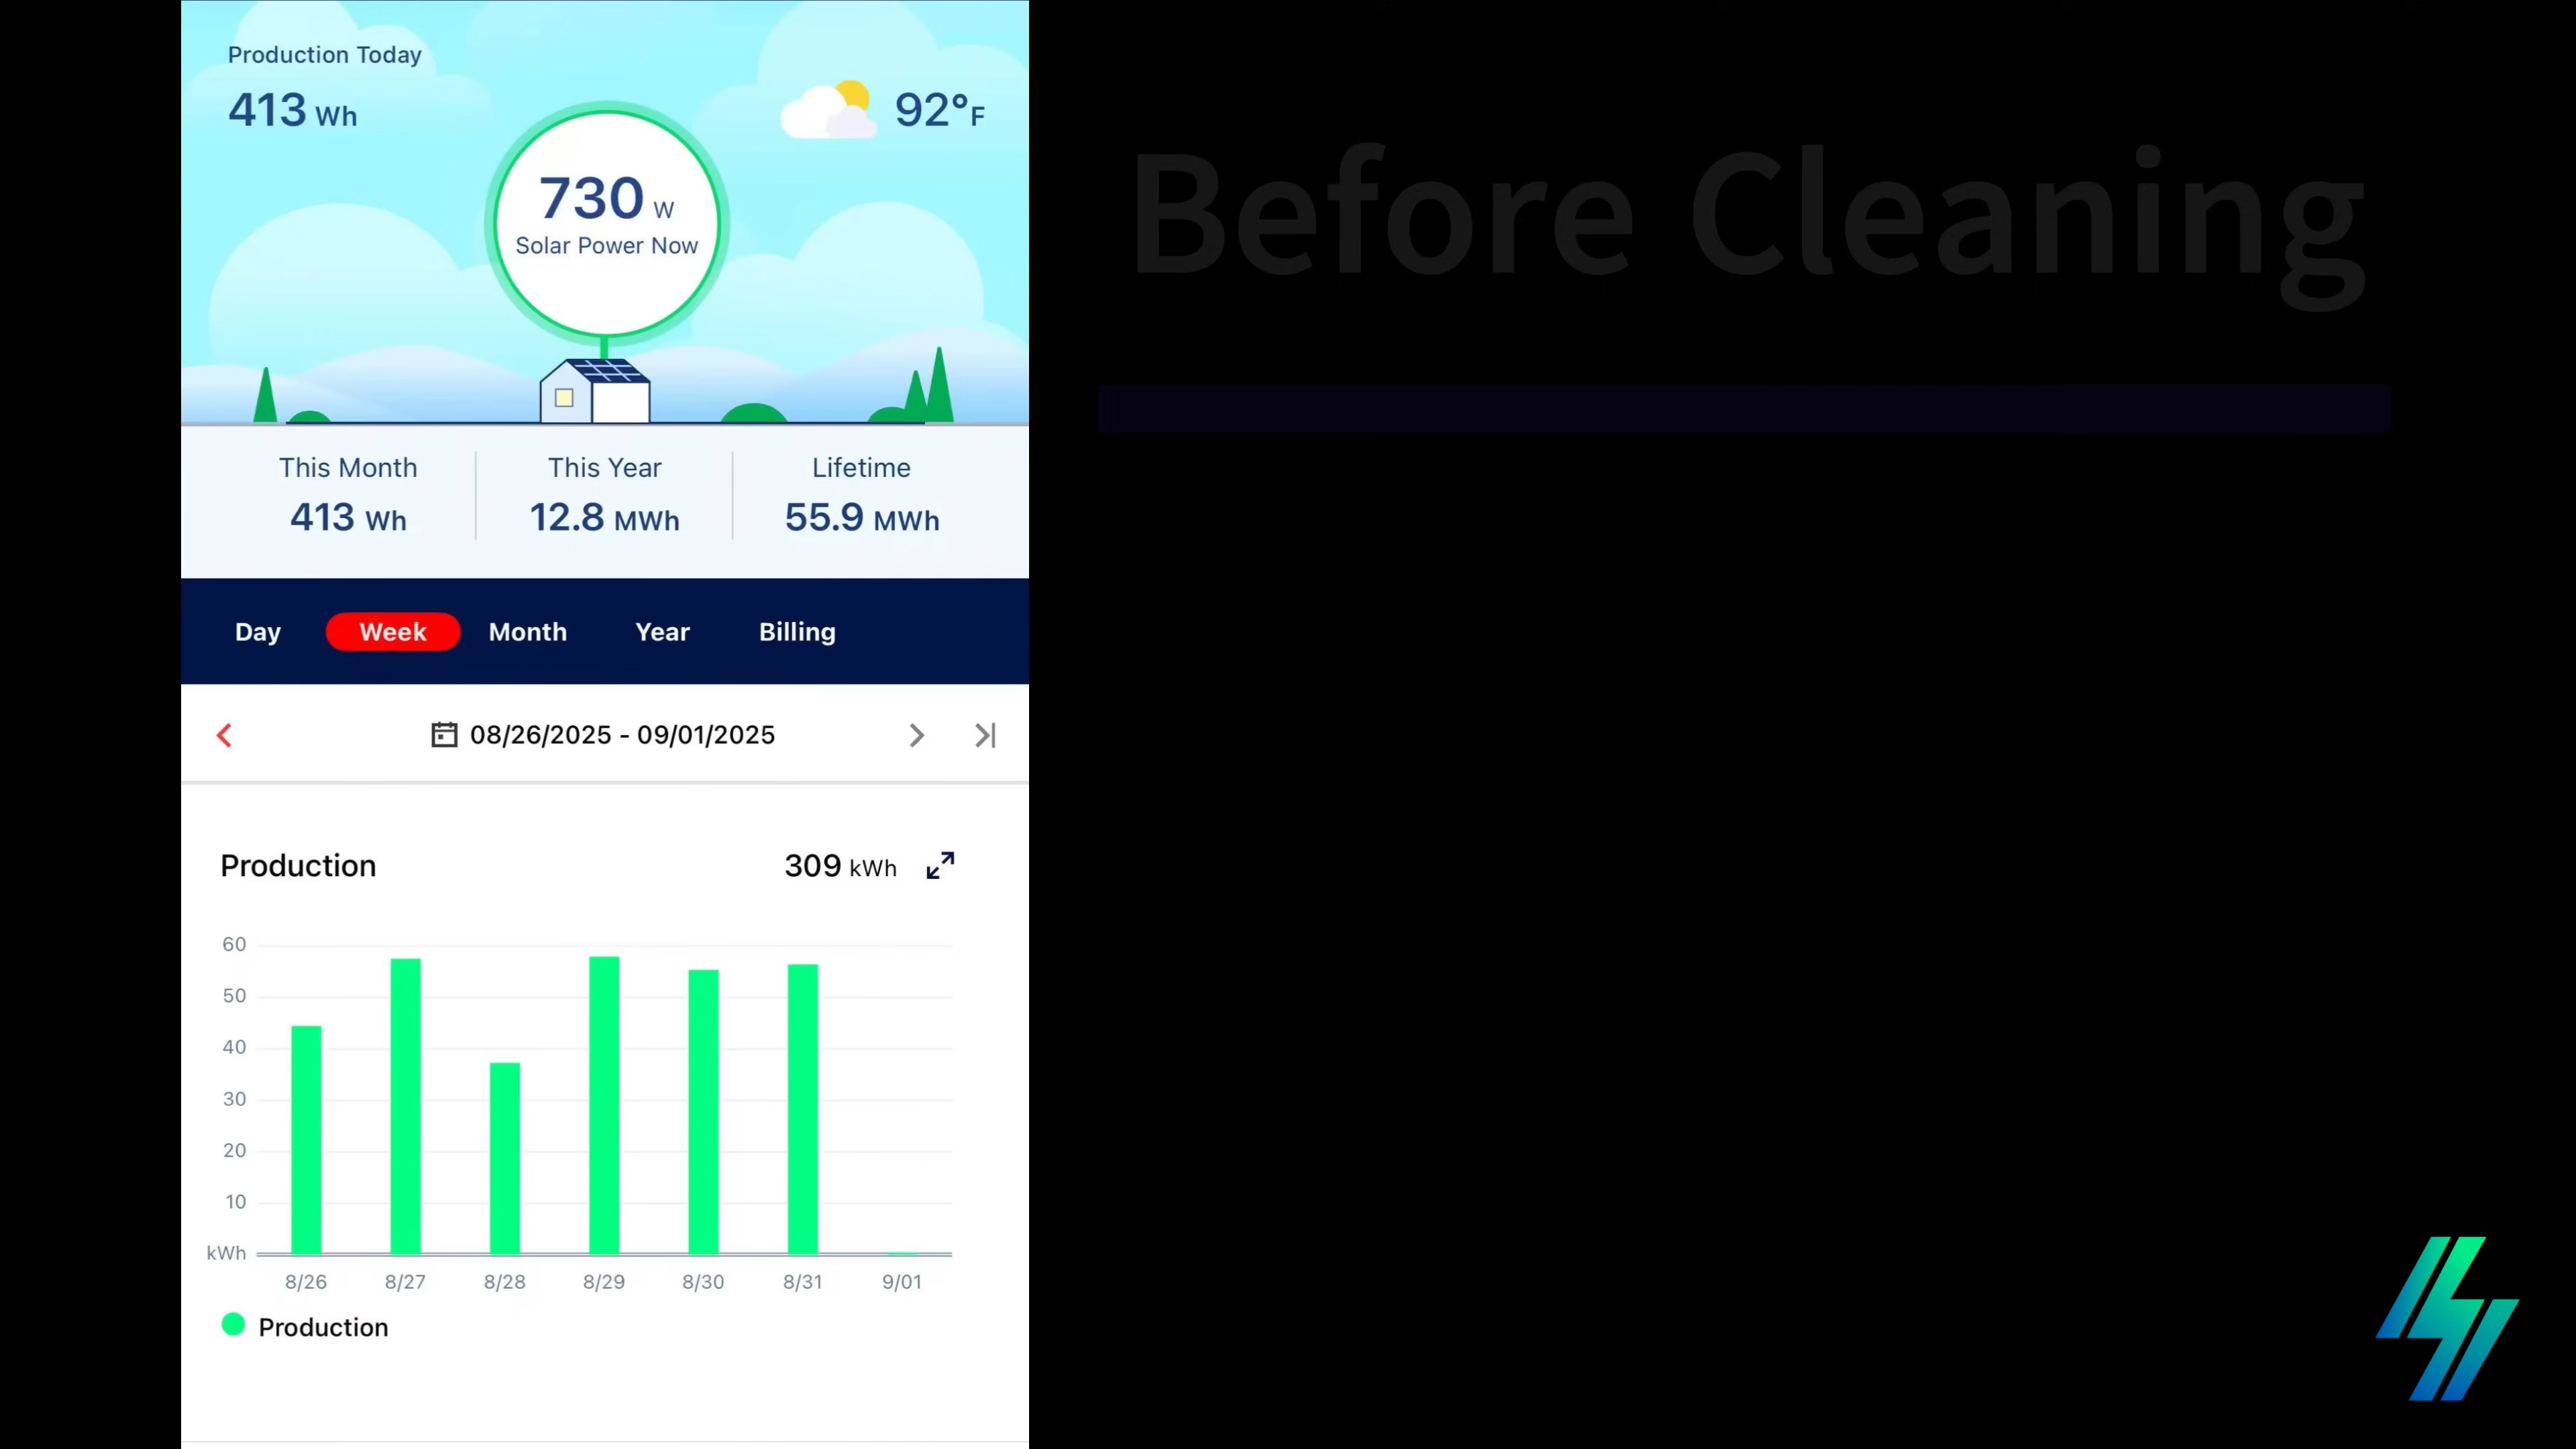 Production Today
413 Wh
92°F
730 W
Solar Power Now
Before Cleaning
This Month
This Year
Lifetime
413 Wh
12.8 MWh
55.9 MWh
Day
Week
Month
Year
Billing
08/26/2025 - 09/01/2025
Production
309 kWh
60
50
40
30
20
10
kWh
8/26
8/27
8/28
8/29
8/30
8/31
9/01
Production